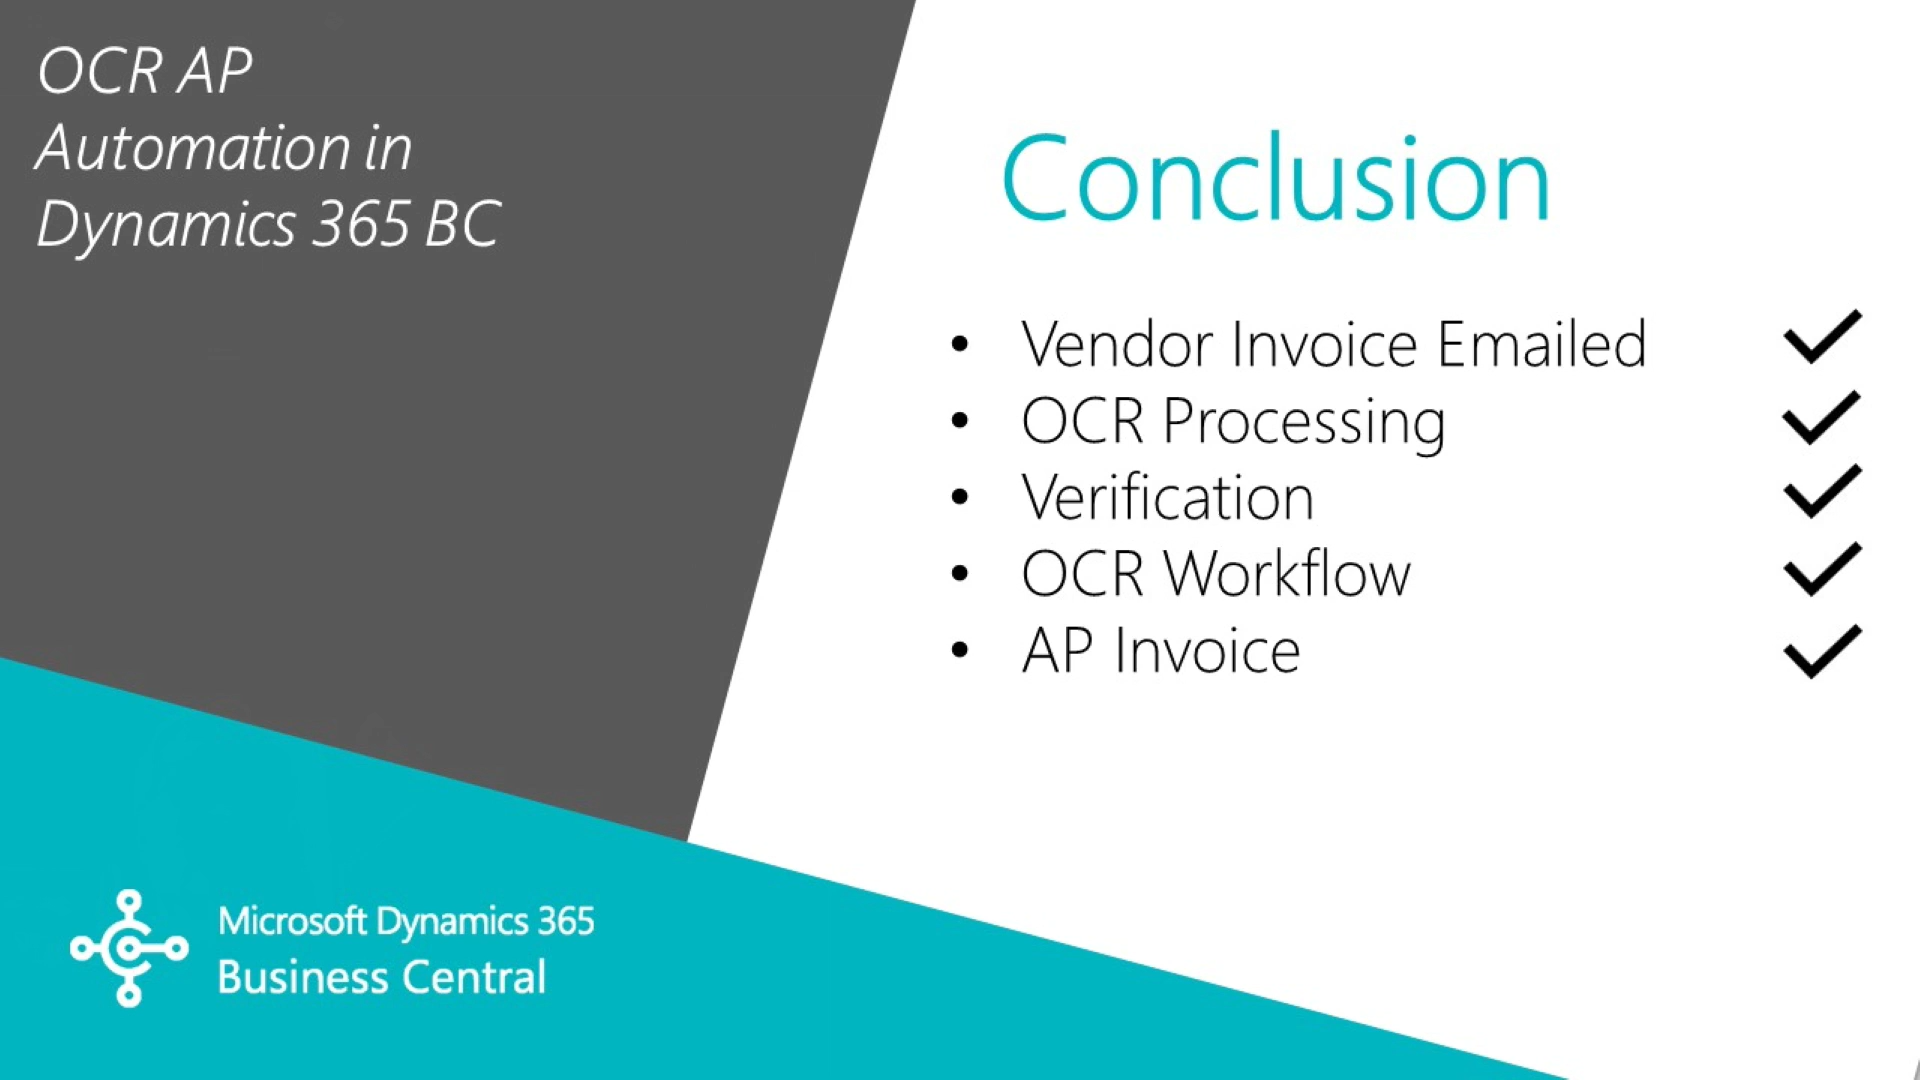 OCR AP
Automation in
Dynamics 365 BC
Conclusion
• Vendor Invoice Emailed
• OCR Processing
• Verification
• OCR Workflow
• AP Invoice
Microsoft Dynamics 365
Business Central